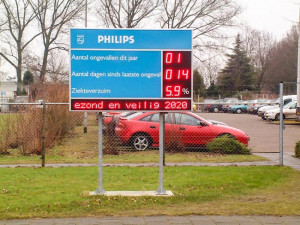 PHILIPS
Aantal ongevallen dit jaar 01
Aantal dagen sinds laatste ongeval 014
Ziekteverzuim 5.9%
ezond en veilig 2020